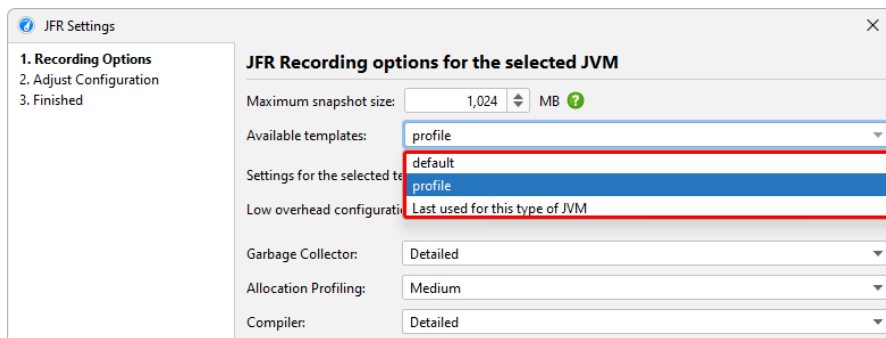 JFR Settings
1. Recording Options
2. Adjust Configuration
3. Finished
JFR Recording options for the selected JVM
Maximum snapshot size: 1,024 MB
Available templates: profile
default
Settings for the selected te
profile
Low overhead configurati
Last used for this type of JVM
Garbage Collector: Detailed
Allocation Profiling: Medium
Compiler: Detailed